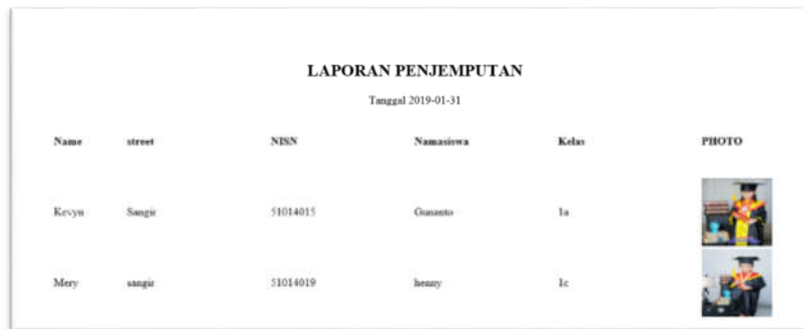 LAPORAN PENJEMPUTAN
Tanggal 2019-01-31
Name street NISN Namasiswa Kelas PHOTO
Kevyn Sangir 51014015 Gunanto 1a
Mery sangir 51014019 henny 1c